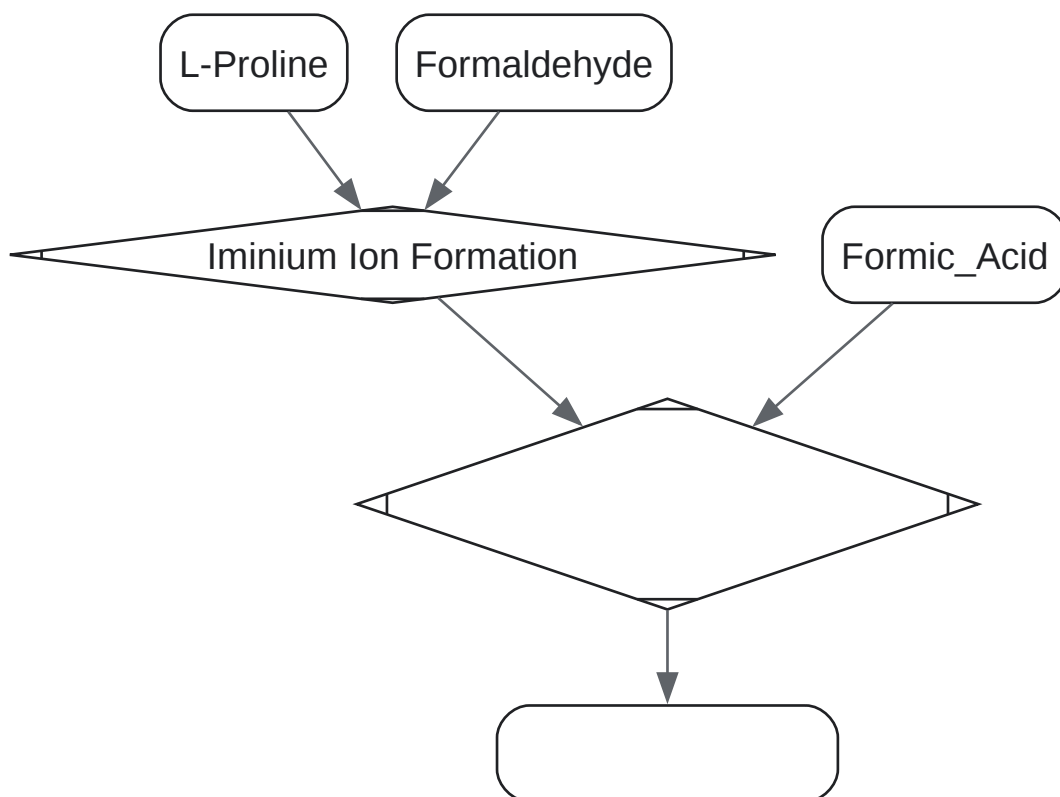 L-Proline
Formaldehyde
Iminium Ion Formation
Formic_Acid